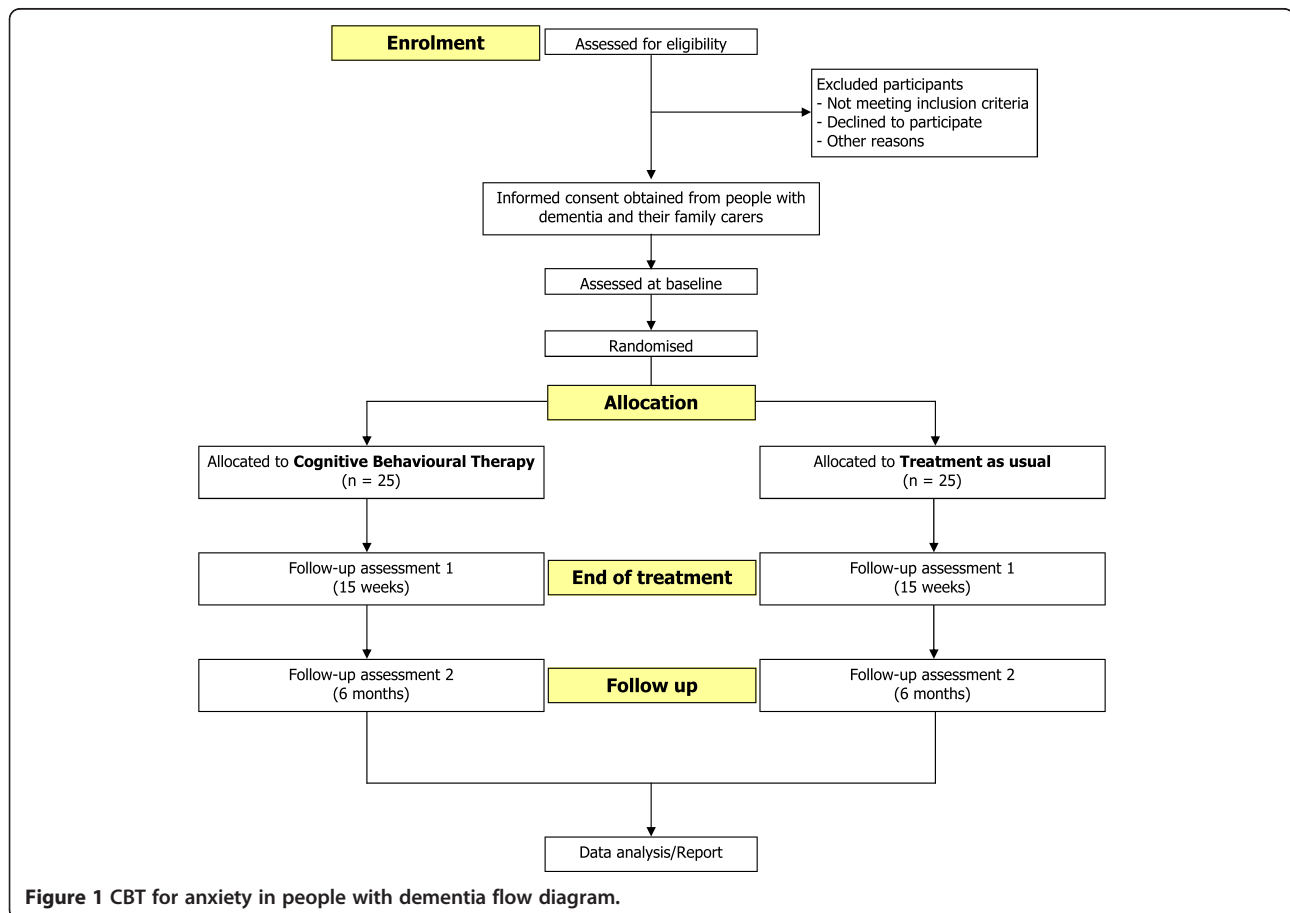 Enrolment
Assessed for eligibility
Excluded participants
- Not meeting inclusion criteria
- Declined to participate
- Other reasons
Informed consent obtained from people with
dementia and their family carers
Assessed at baseline
Randomised
Allocation
Allocated to Cognitive Behavioural Therapy
(n = 25)
Allocated to Treatment as usual
(n = 25)
Follow-up assessment 1
(15 weeks)
End of treatment
Follow-up assessment 1
(15 weeks)
Follow-up assessment 2
(6 months)
Follow up
Follow-up assessment 2
(6 months)
Data analysis/Report
Figure 1 CBT for anxiety in people with dementia flow diagram.